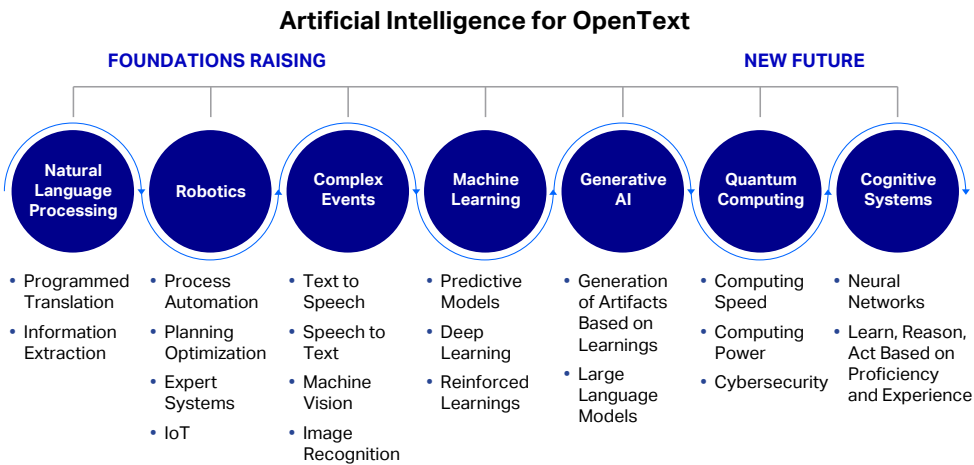 Artificial Intelligence for OpenText
FOUNDATIONS RAISING
NEW FUTURE
Natural
Language
Processing
Robotics
Complex
Events
Machine
Learning
Generative
AI
Quantum
Computing
Cognitive
Systems
• Programmed
Translation
• Information
Extraction
• Process
Automation
• Planning
Optimization
• Expert
Systems
• IoT
• Text to
Speech
• Speech to
Text
• Machine
Vision
• Image
Recognition
• Predictive
Models
• Deep
Learning
• Reinforced
Learnings
• Generation
of Artifacts
Based on
Learnings
• Large
Language
Models
• Computing
Speed
• Computing
Power
• Cybersecurity
• Neural
Networks
• Learn, Reason,
Act Based on
Proficiency
and Experience